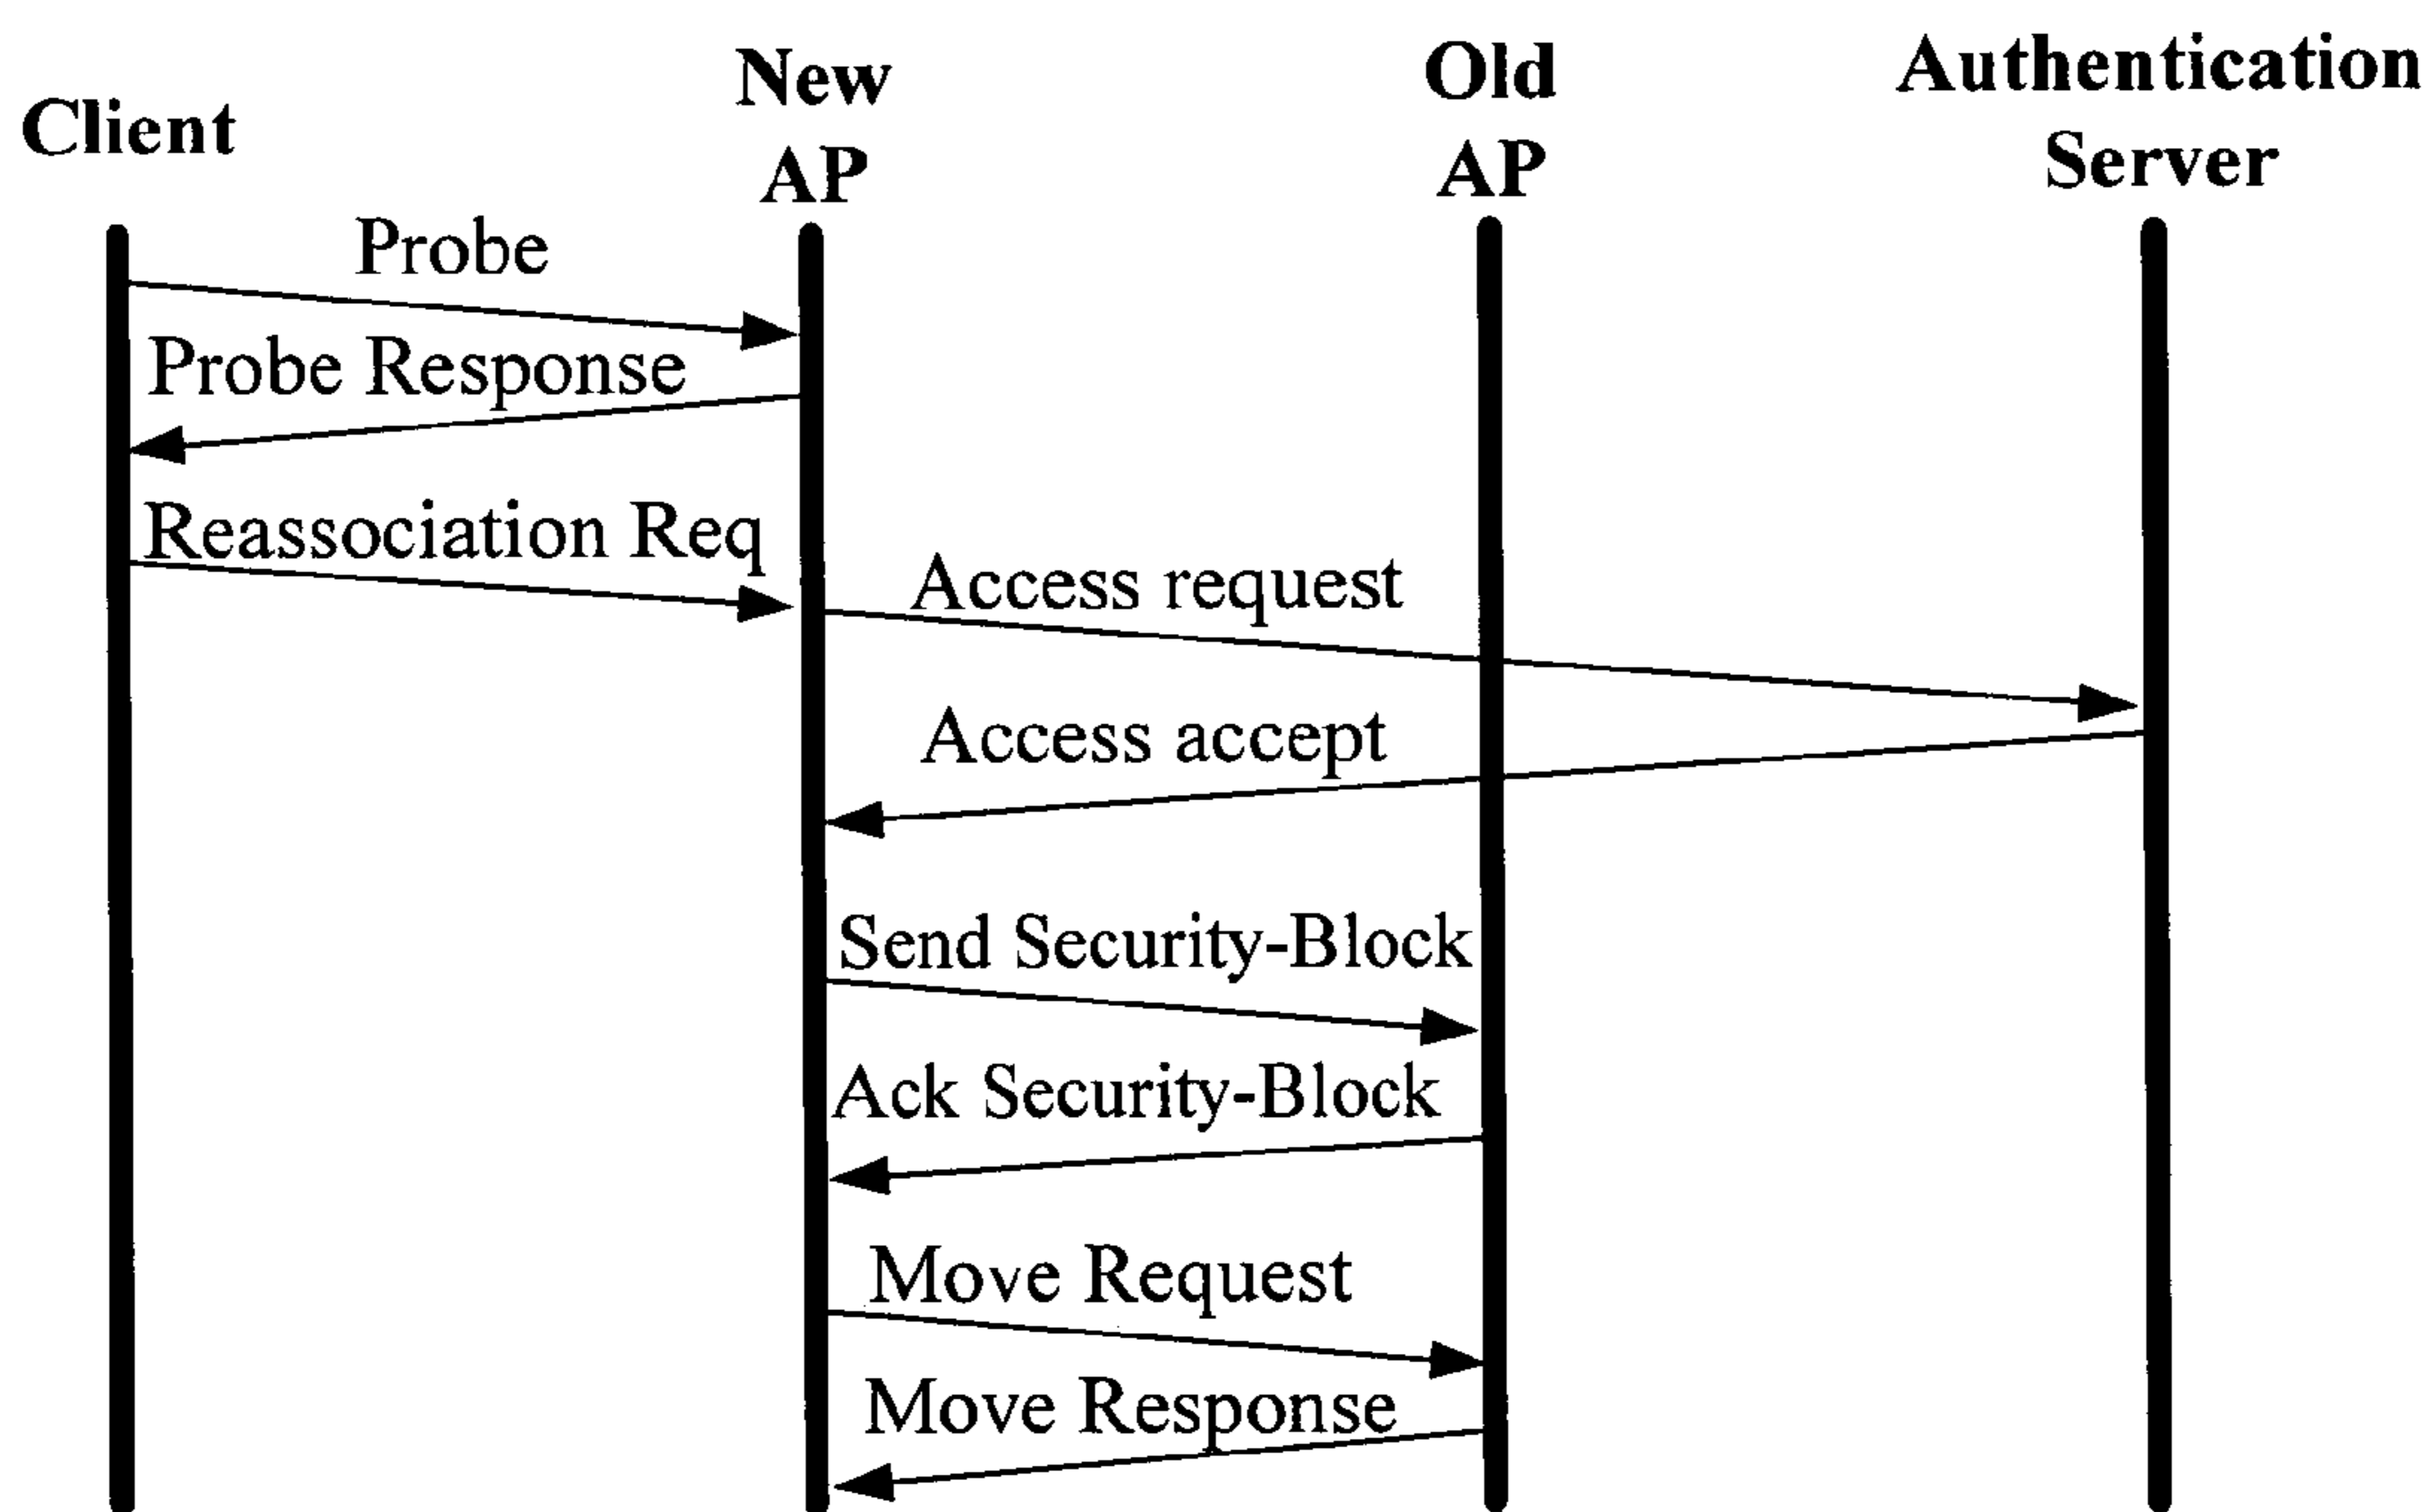 Client
New
AP
Old
AP
Authentication
Server
Probe
Probe Response
Reassociation Req
Access request
Access accept
Send Security-Block
Ack Security-Block
Move Request
Move Response